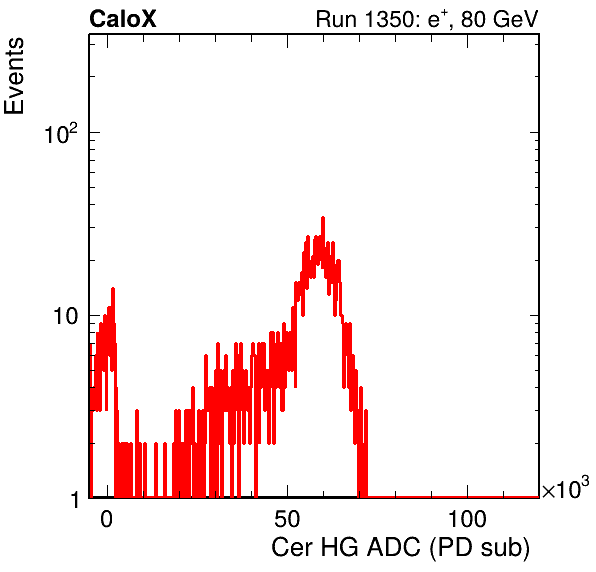 CaloX
Run 1350: e⁺, 80 GeV
Events
10²
10
1
0
50
100
×10³
Cer HG ADC (PD sub)